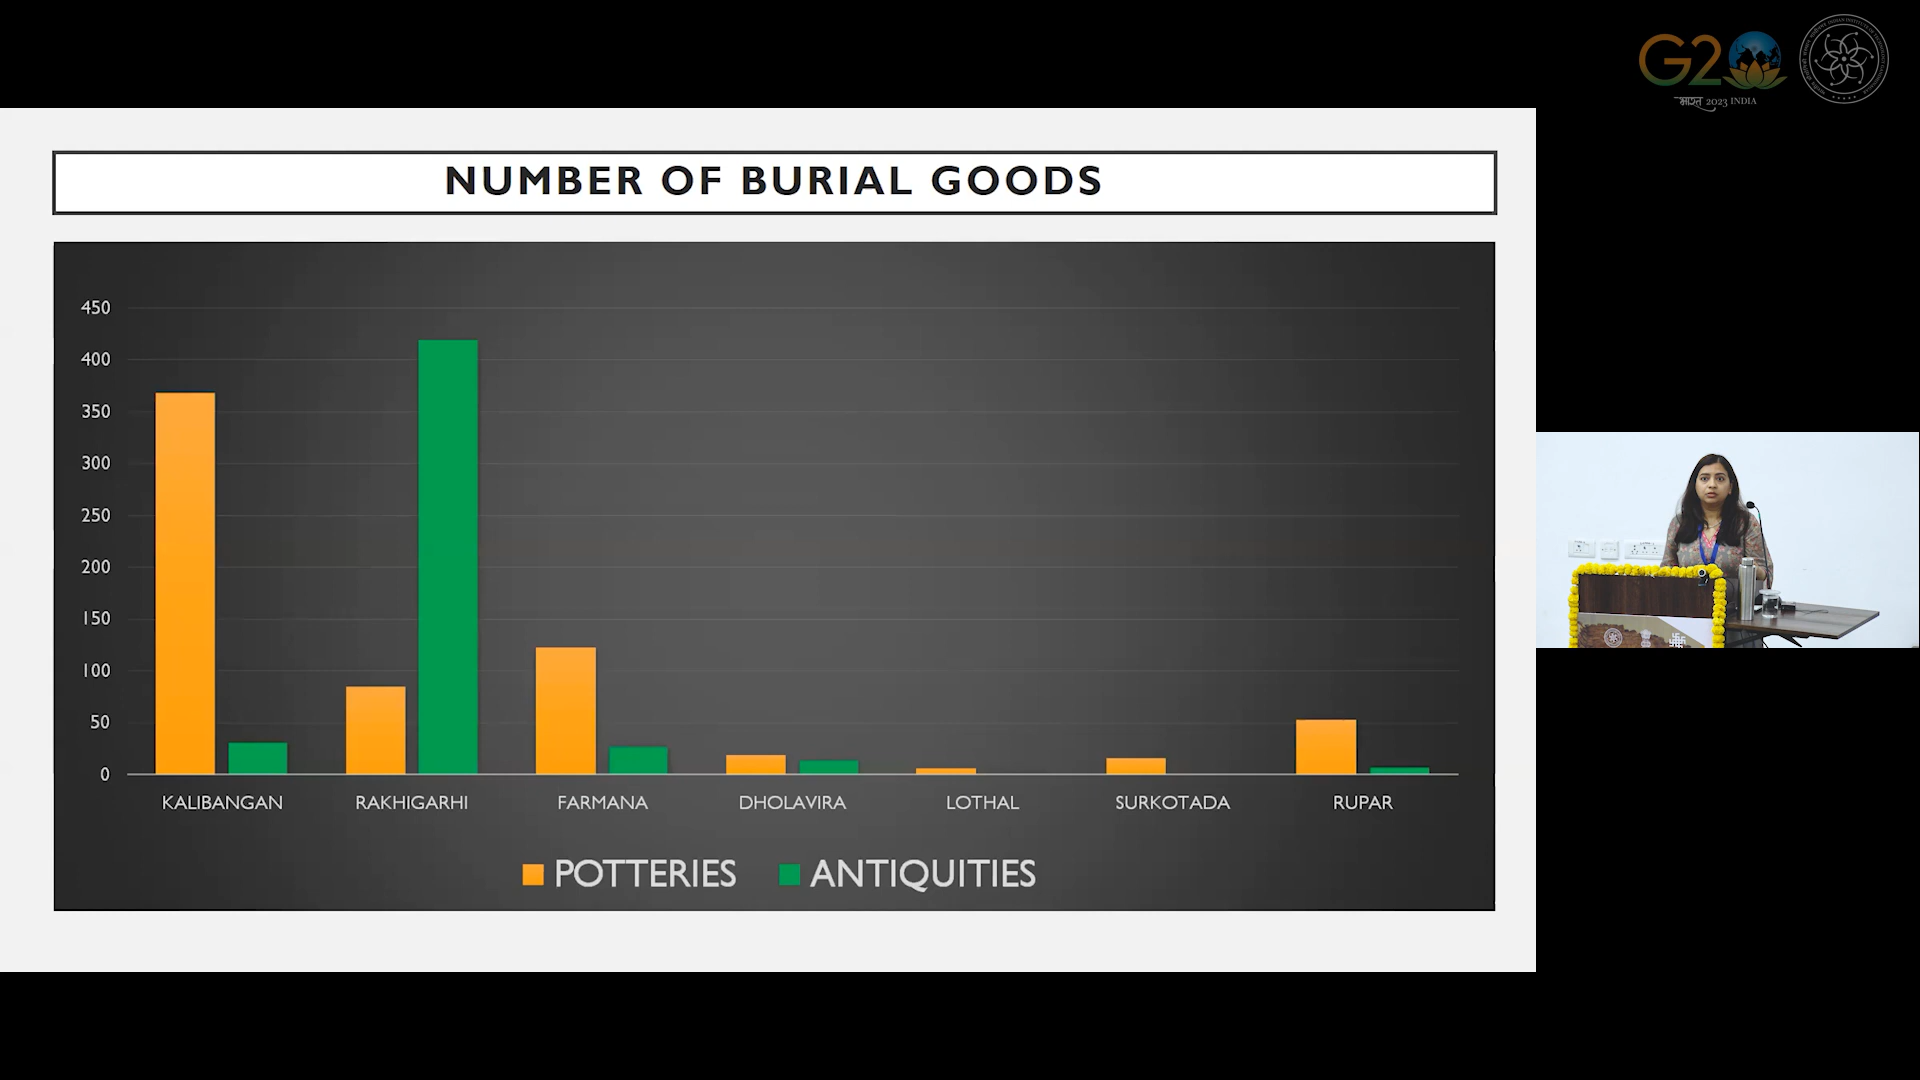 G20
भारत 2023 INDIA
NUMBER OF BURIAL GOODS
450
400
350
300
250
200
150
100
50
0
KALIBANGAN RAKHIGARHI FARMANA DHOLAVIRA LOTHAL SURKOTADA RUPAR
POTTERIES ANTIQUITIES